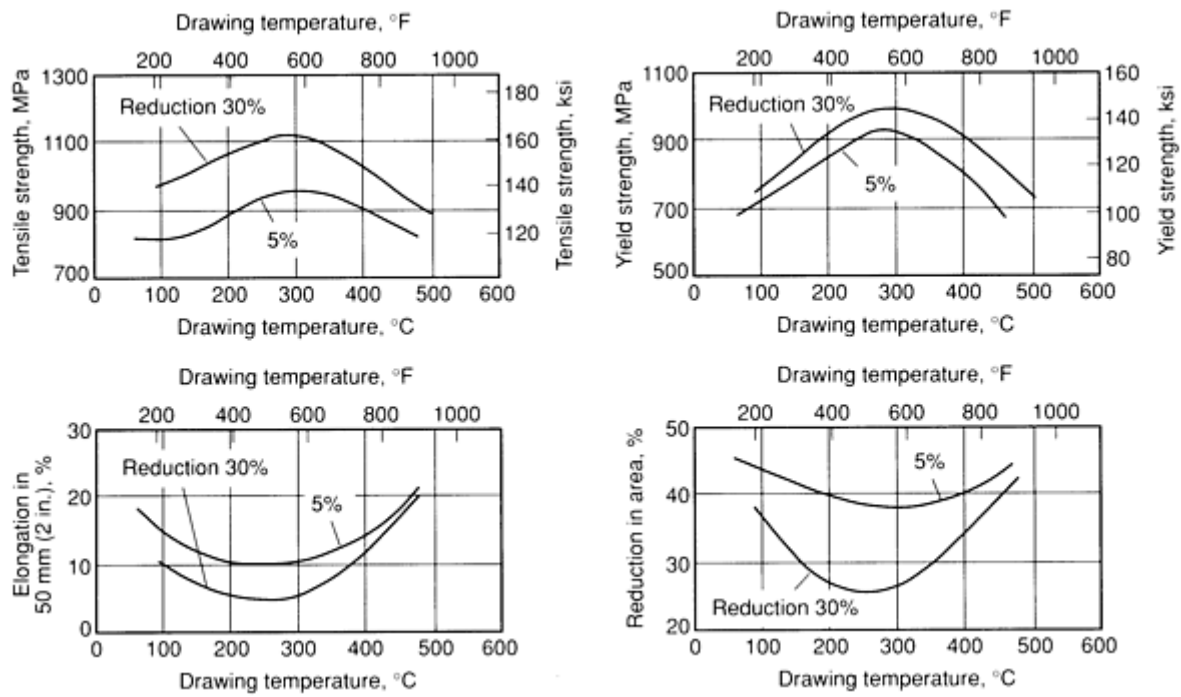 Drawing temperature, °F
200 400 600 800 1000
Tensile strength, MPa
1300
1100
900
700
Reduction 30%
5%
180
160
140
120
Tensile strength, ksi
0 100 200 300 400 500 600
Drawing temperature, °C
Drawing temperature, °F
200 400 600 800 1000
Yield strength, MPa
1100
900
700
500
Reduction 30%
5%
160
140
120
100
80
Yield strength, ksi
0 100 200 300 400 500 600
Drawing temperature, °C
Drawing temperature, °F
200 400 600 800 1000
Elongation in
50 mm (2 in.), %
30
20
10
0
Reduction 30%
5%
0 100 200 300 400 500 600
Drawing temperature, °C
Drawing temperature, °F
200 400 600 800 1000
Reduction in area, %
50
40
30
20
5%
Reduction 30%
0 100 200 300 400 500 600
Drawing temperature, °C